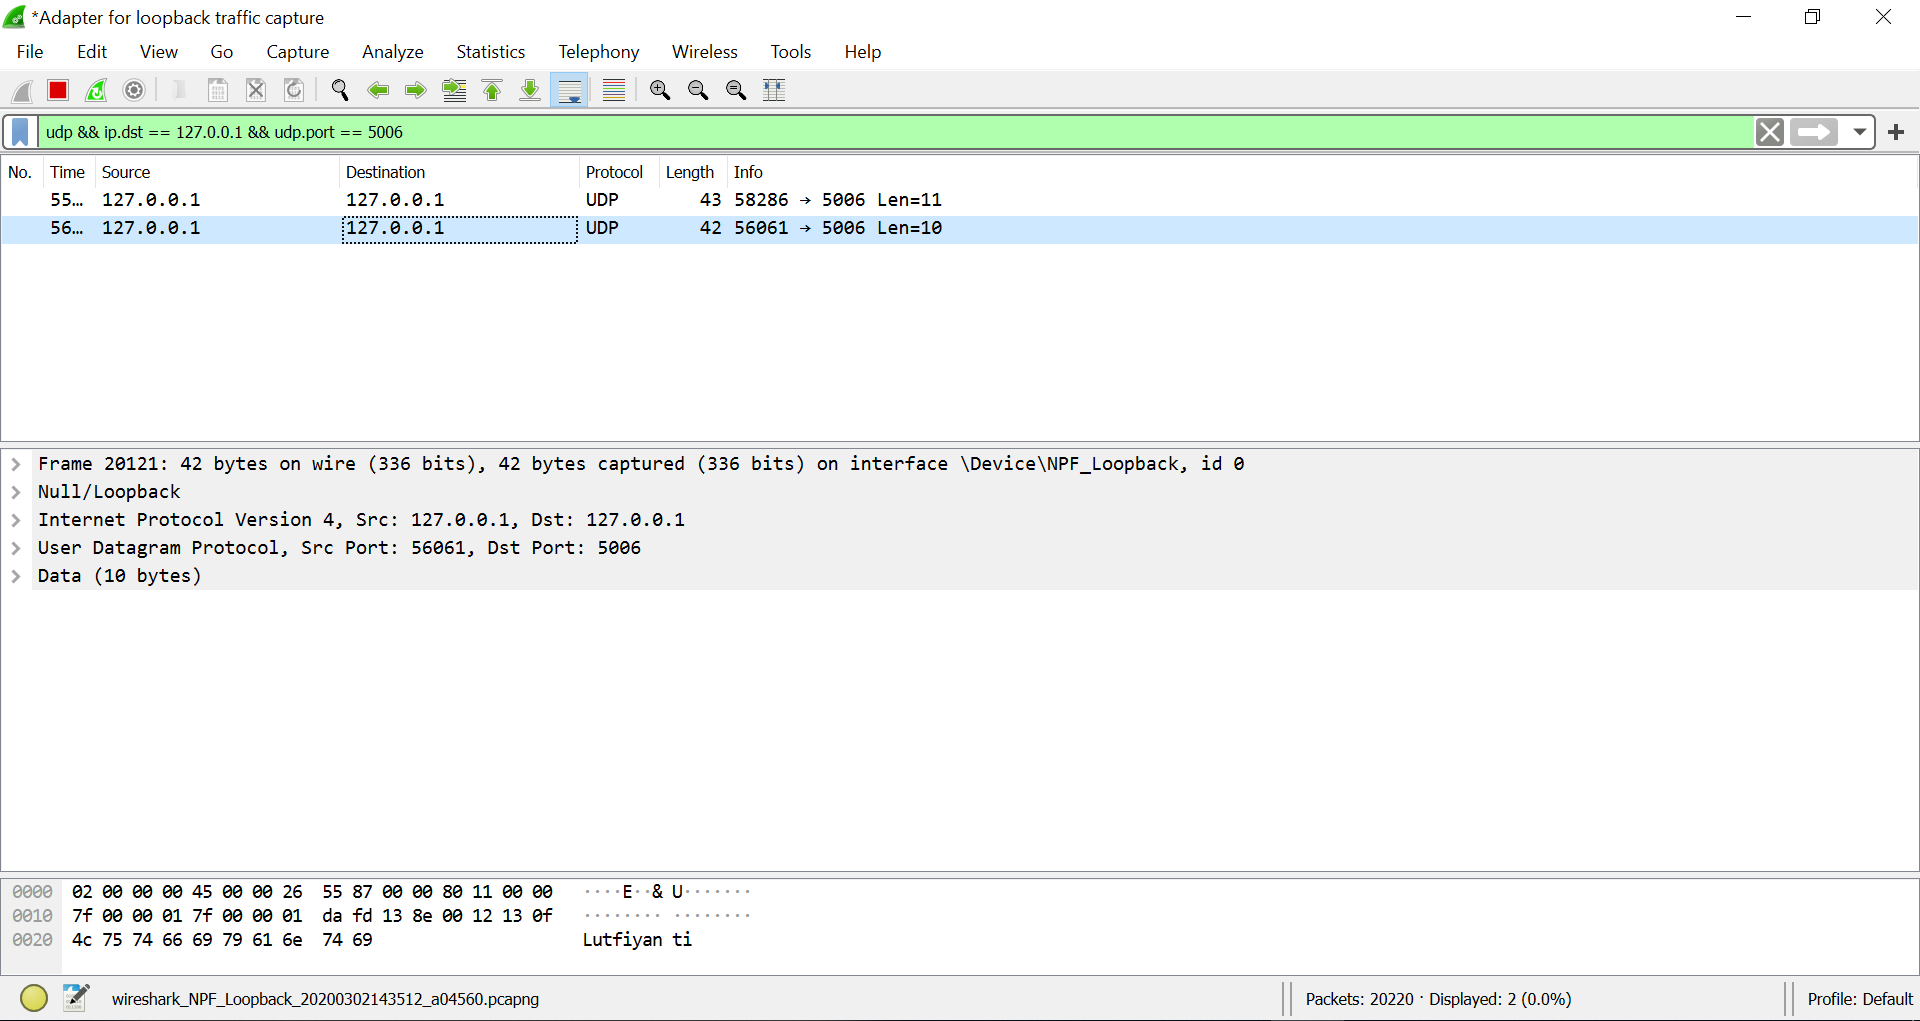 *Adapter for loopback traffic capture
File Edit View Go Capture Analyze Statistics Telephony Wireless Tools Help
udp && ip.dst == 127.0.0.1 && udp.port == 5006
No. Time Source Destination Protocol Length Info
55… 127.0.0.1 127.0.0.1 UDP 43 58286 → 5006 Len=11
56… 127.0.0.1 127.0.0.1 UDP 42 56061 → 5006 Len=10
Frame 20121: 42 bytes on wire (336 bits), 42 bytes captured (336 bits) on interface \Device\NPF_Loopback, id 0
Null/Loopback
Internet Protocol Version 4, Src: 127.0.0.1, Dst: 127.0.0.1
User Datagram Protocol, Src Port: 56061, Dst Port: 5006
Data (10 bytes)
0000 02 00 00 00 45 00 00 26 55 87 00 00 80 11 00 00 ····E··& U·······
0010 7f 00 00 01 7f 00 00 01 da fd 13 8e 00 12 13 0f ········ ········
0020 4c 75 74 66 69 79 61 6e 74 69 Lutfiyan ti
wireshark_NPF_Loopback_20200302143512_a04560.pcapng Packets: 20220 · Displayed: 2 (0.0%) Profile: Default